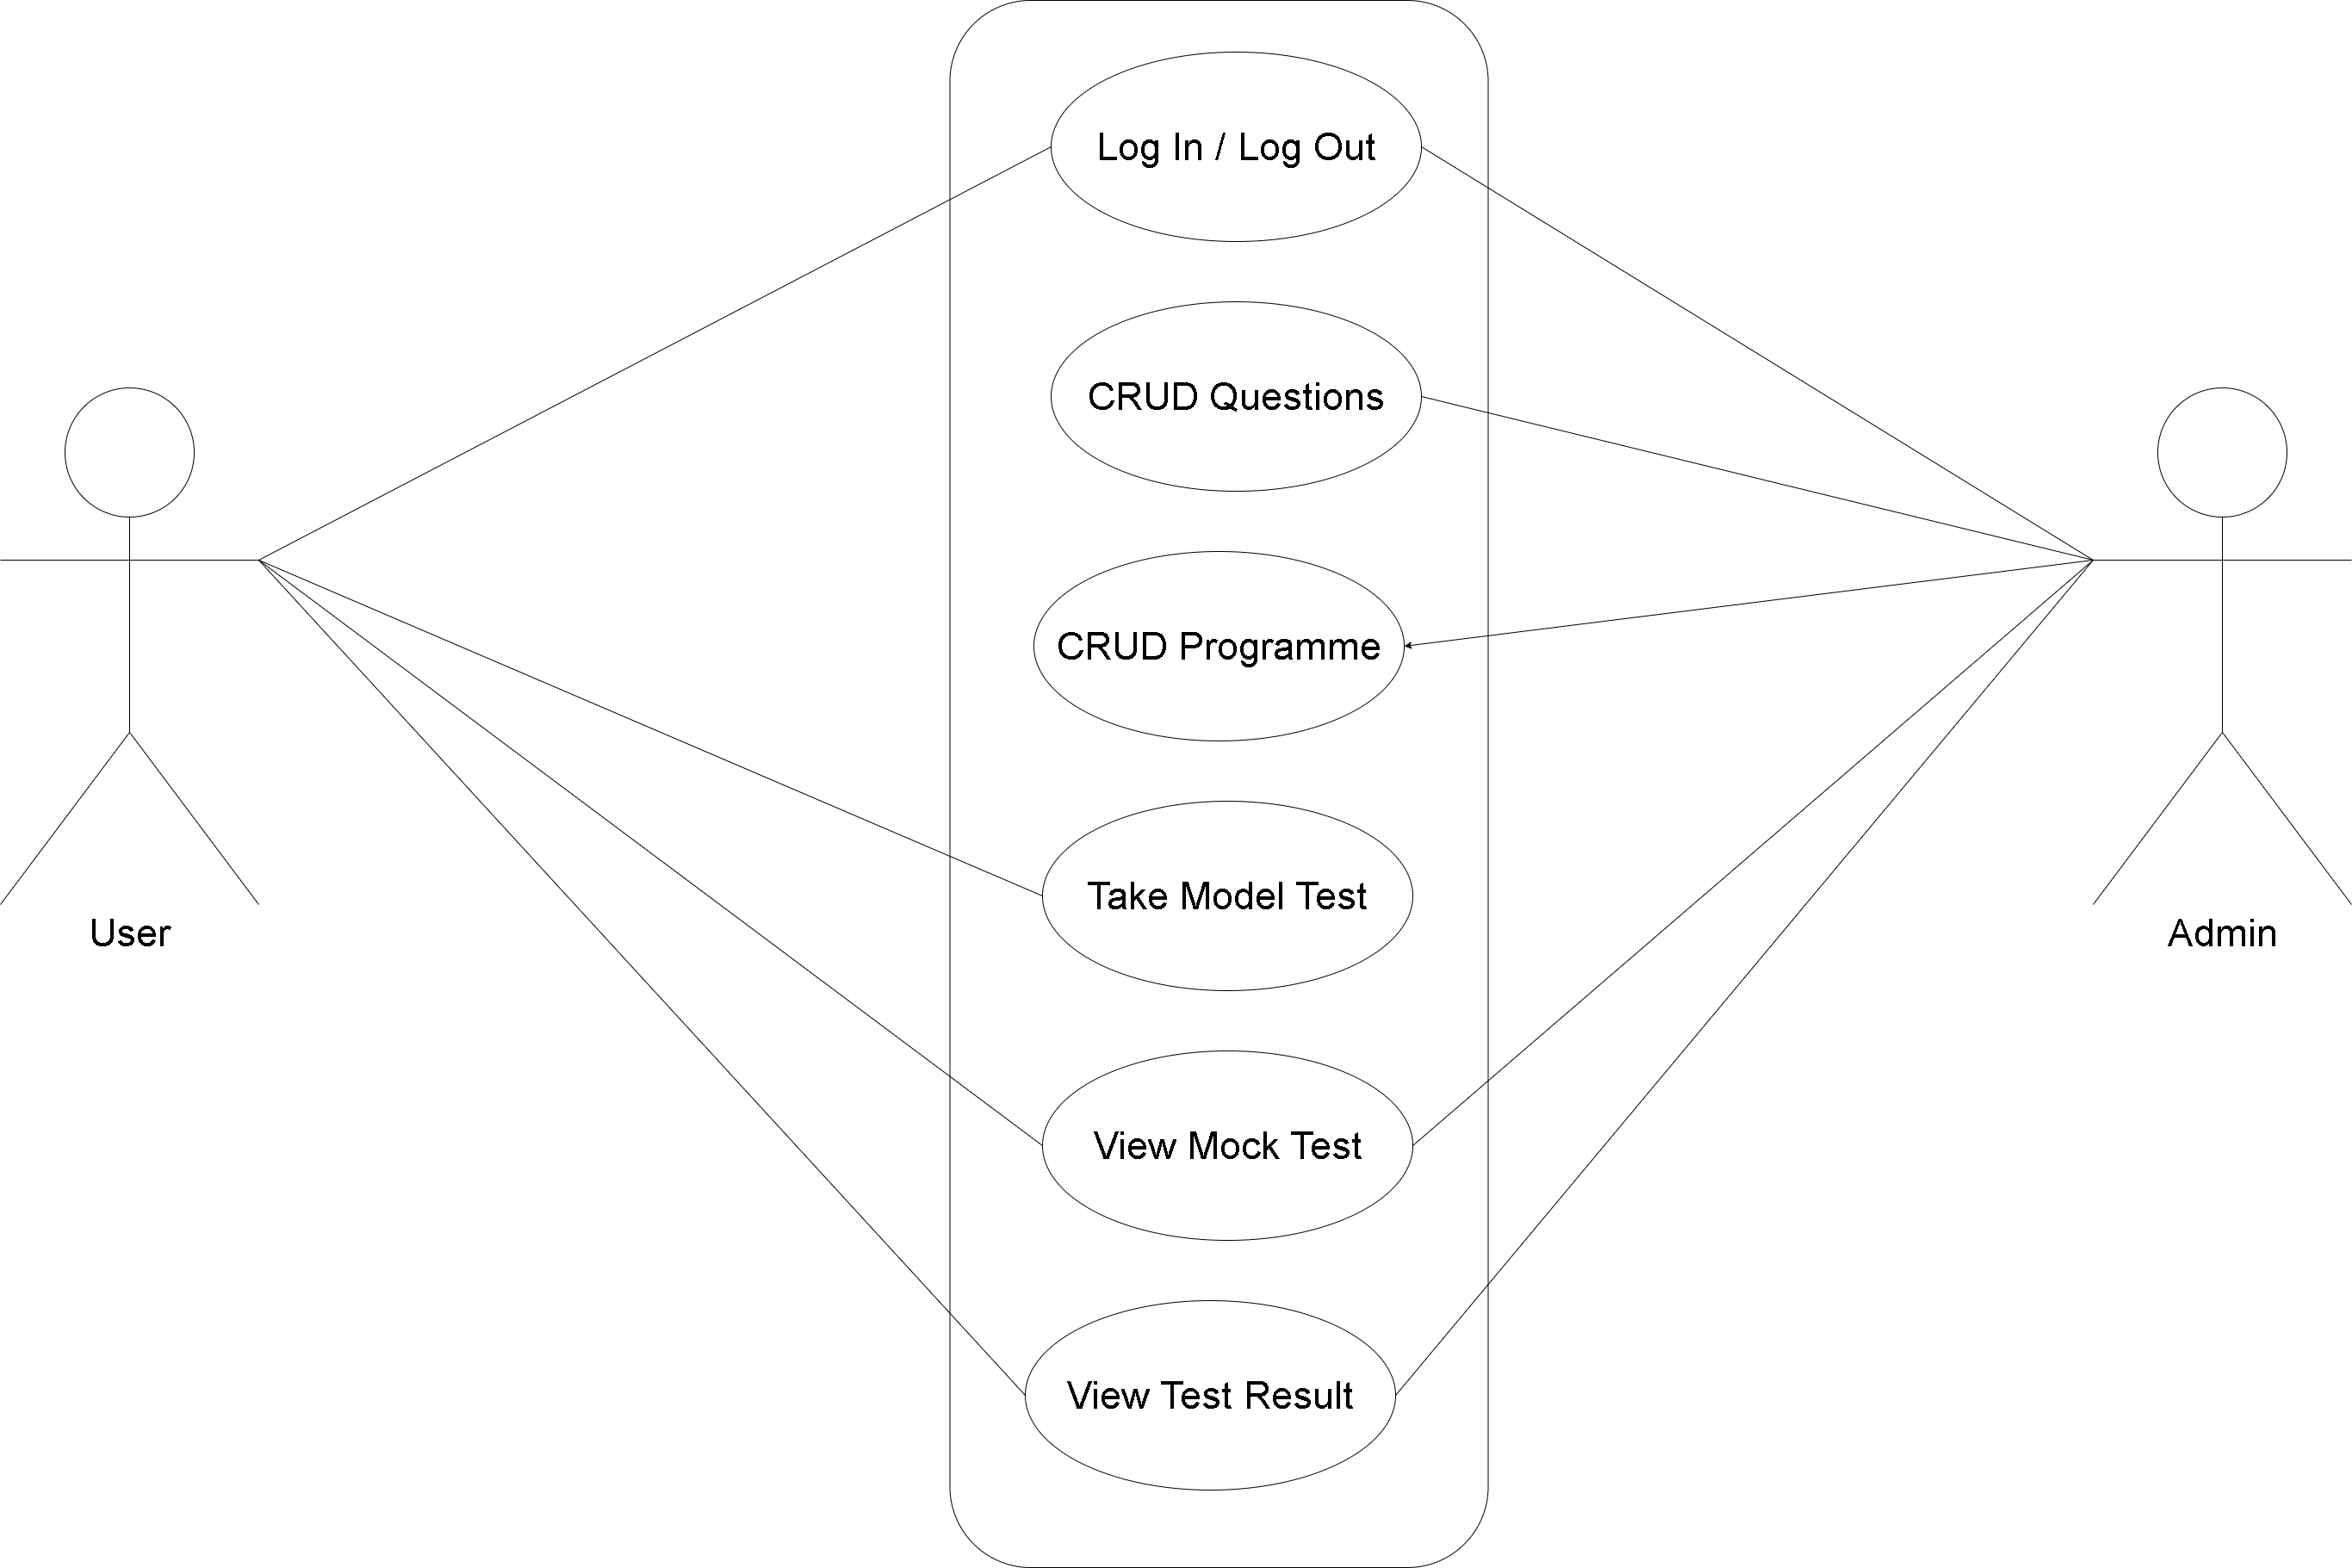 Log In / Log Out
CRUD Questions
CRUD Programme
Take Model Test
User
Admin
View Mock Test
View Test Result